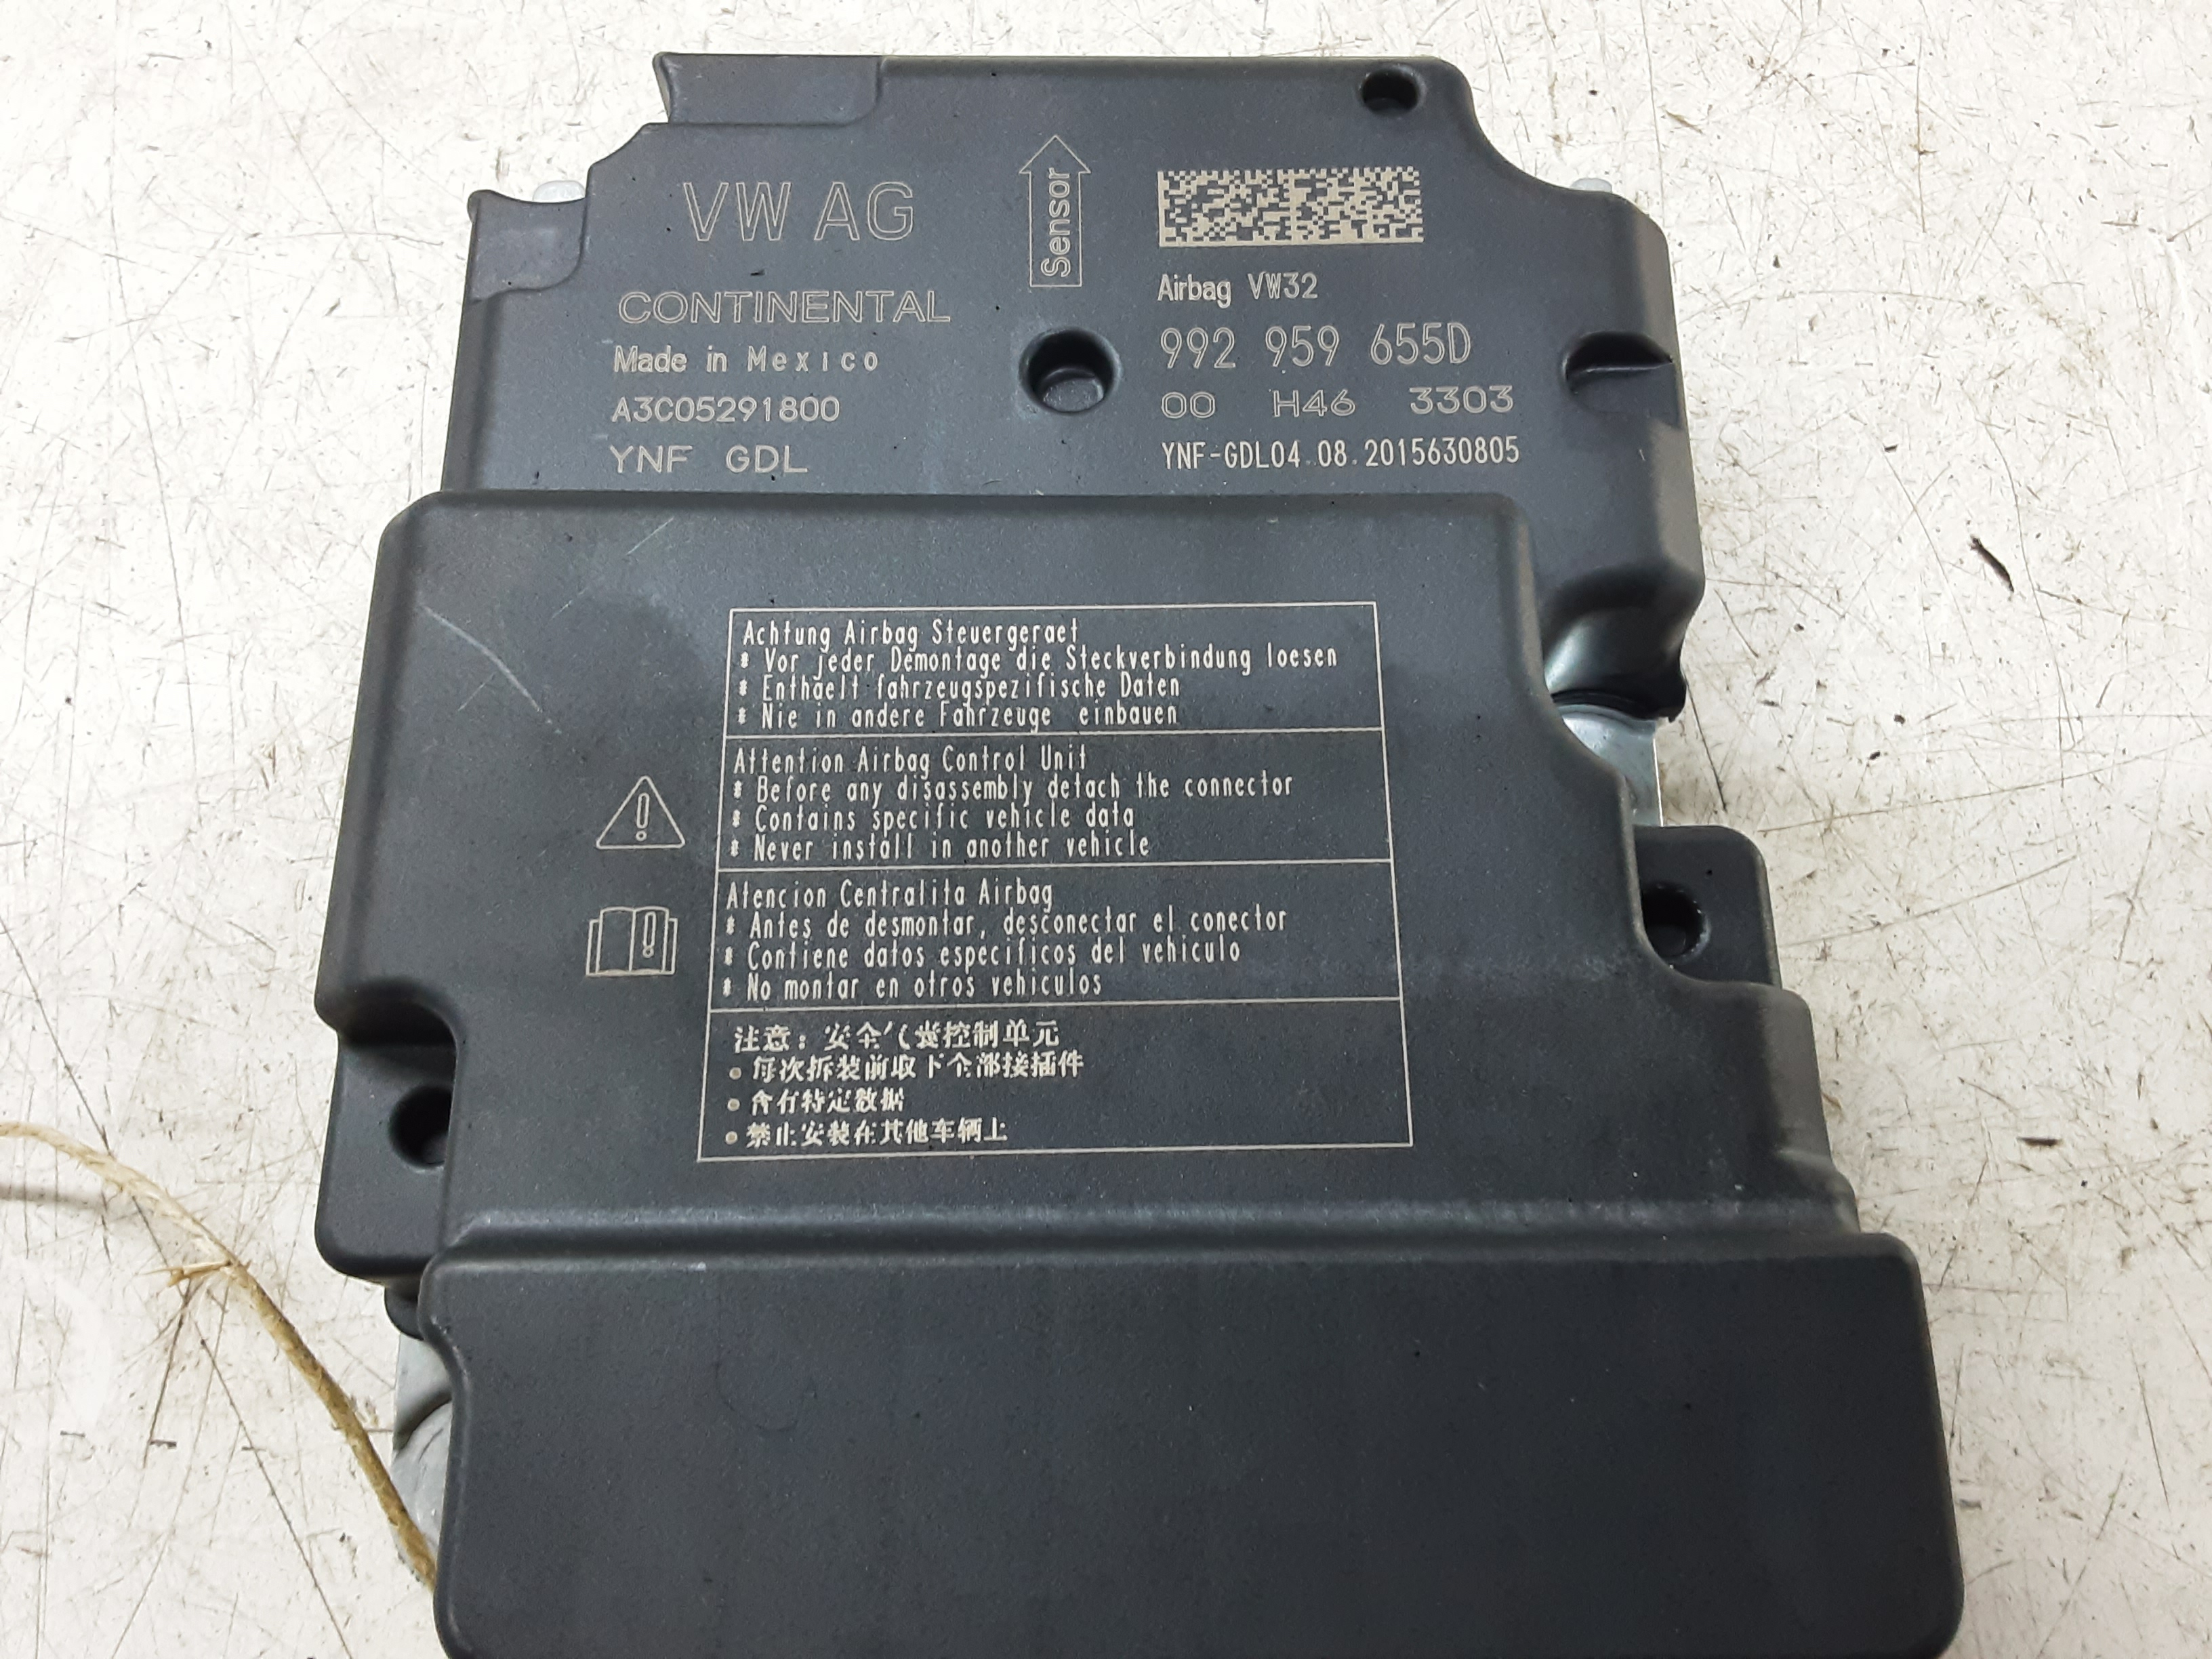 VW AG
CONTINENTAL
Made in Mexico
A3C05291800
YNF GDL
Sensor
Airbag VW32
992 959 655D
00 H46 3303
YNF-GDL04.08.2015630805
Achtung Airbag Steuergeraet
* Vor jeder Demontage die Steckverbindung loesen
* Enthaelt fahrzeugspezifische Daten
* Nie in andere Fahrzeuge einbauen
Attention Airbag Control Unit
* Before any disassembly detach the connector
* Contains specific vehicle data
* Never install in another vehicle
Atencion Centralita Airbag
* Antes de desmontar, desconectar el conector
* Contiene datos especificos del vehiculo
* No montar en otros vehiculos
注意：安全气囊控制单元
• 每次拆装前取下全部接插件
• 含有特定数据
• 禁止安装在其他车辆上